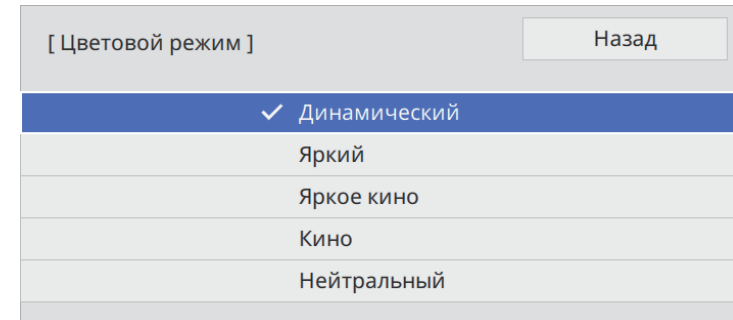 [ Цветовой режим ] Назад
Динамический
Яркий
Яркое кино
Кино
Нейтральный